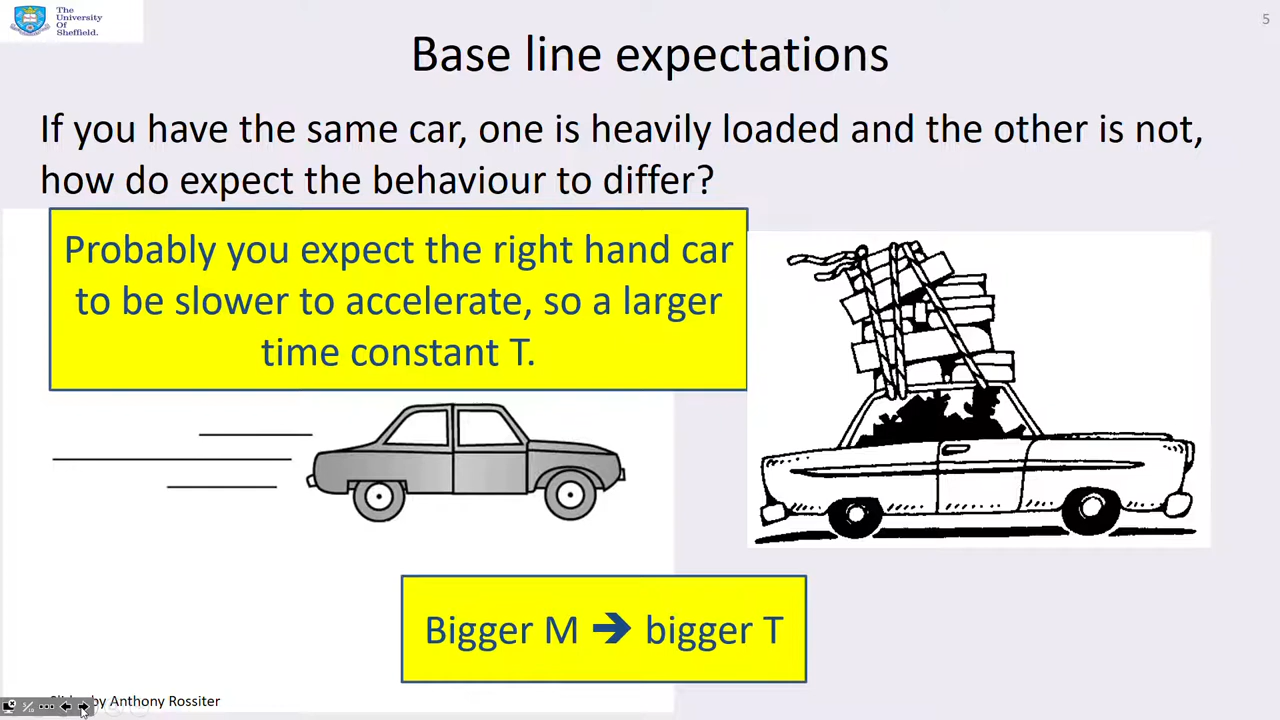 The
University
Of
Sheffield.
5
Base line expectations
If you have the same car, one is heavily loaded and the other is not,
how do expect the behaviour to differ?
Probably you expect the right hand car
to be slower to accelerate, so a larger
time constant T.
Bigger M ➔ bigger T
by Anthony Rossiter